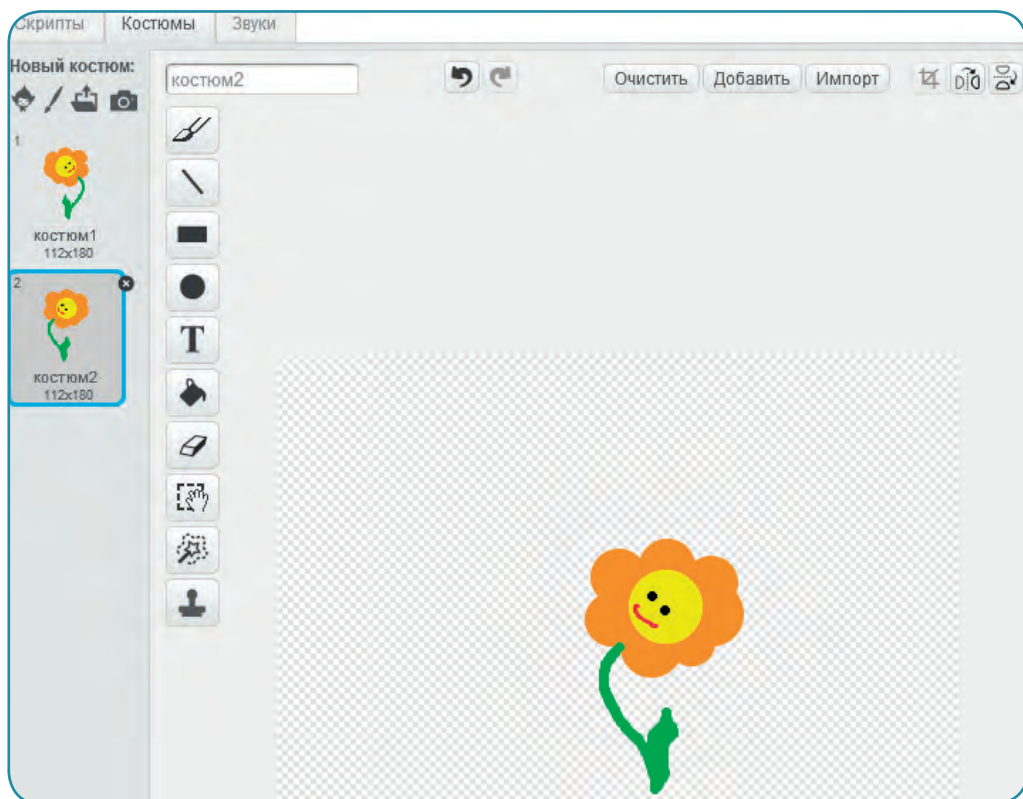 Скрипты Костюмы Звуки
Новый костюм:
костюм2
Очистить Добавить Импорт
1
костюм1
112x180
2
костюм2
112x180
T